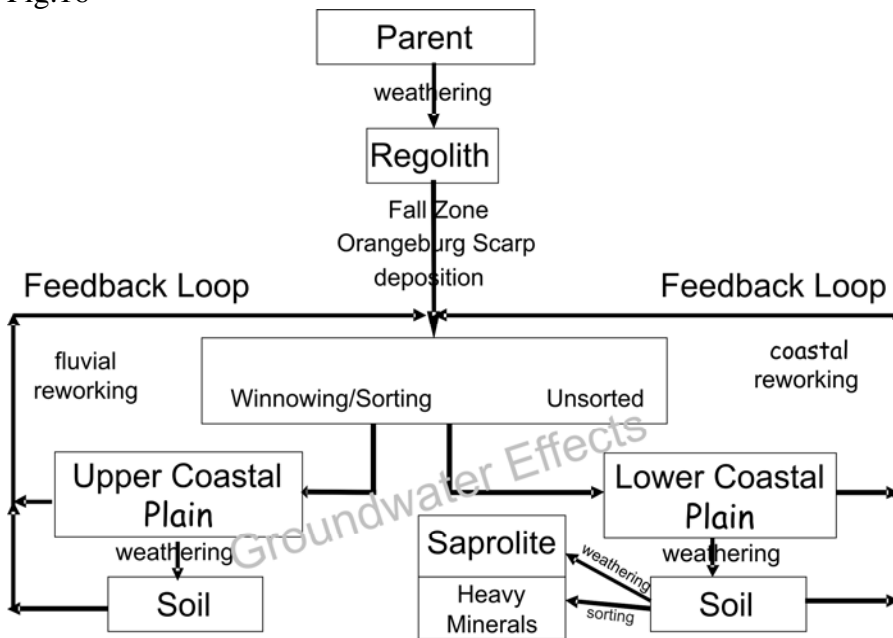 Fig.16
Parent
weathering
Regolith
Fall Zone
Orangeburg Scarp
deposition
Feedback Loop
Feedback Loop
fluvial
reworking
coastal
reworking
Winnowing/Sorting
Unsorted
Groundwater Effects
Upper Coastal
Plain
weathering
Soil
Lower Coastal
Plain
weathering
Soil
Saprolite
weathering
Heavy
Minerals
sorting